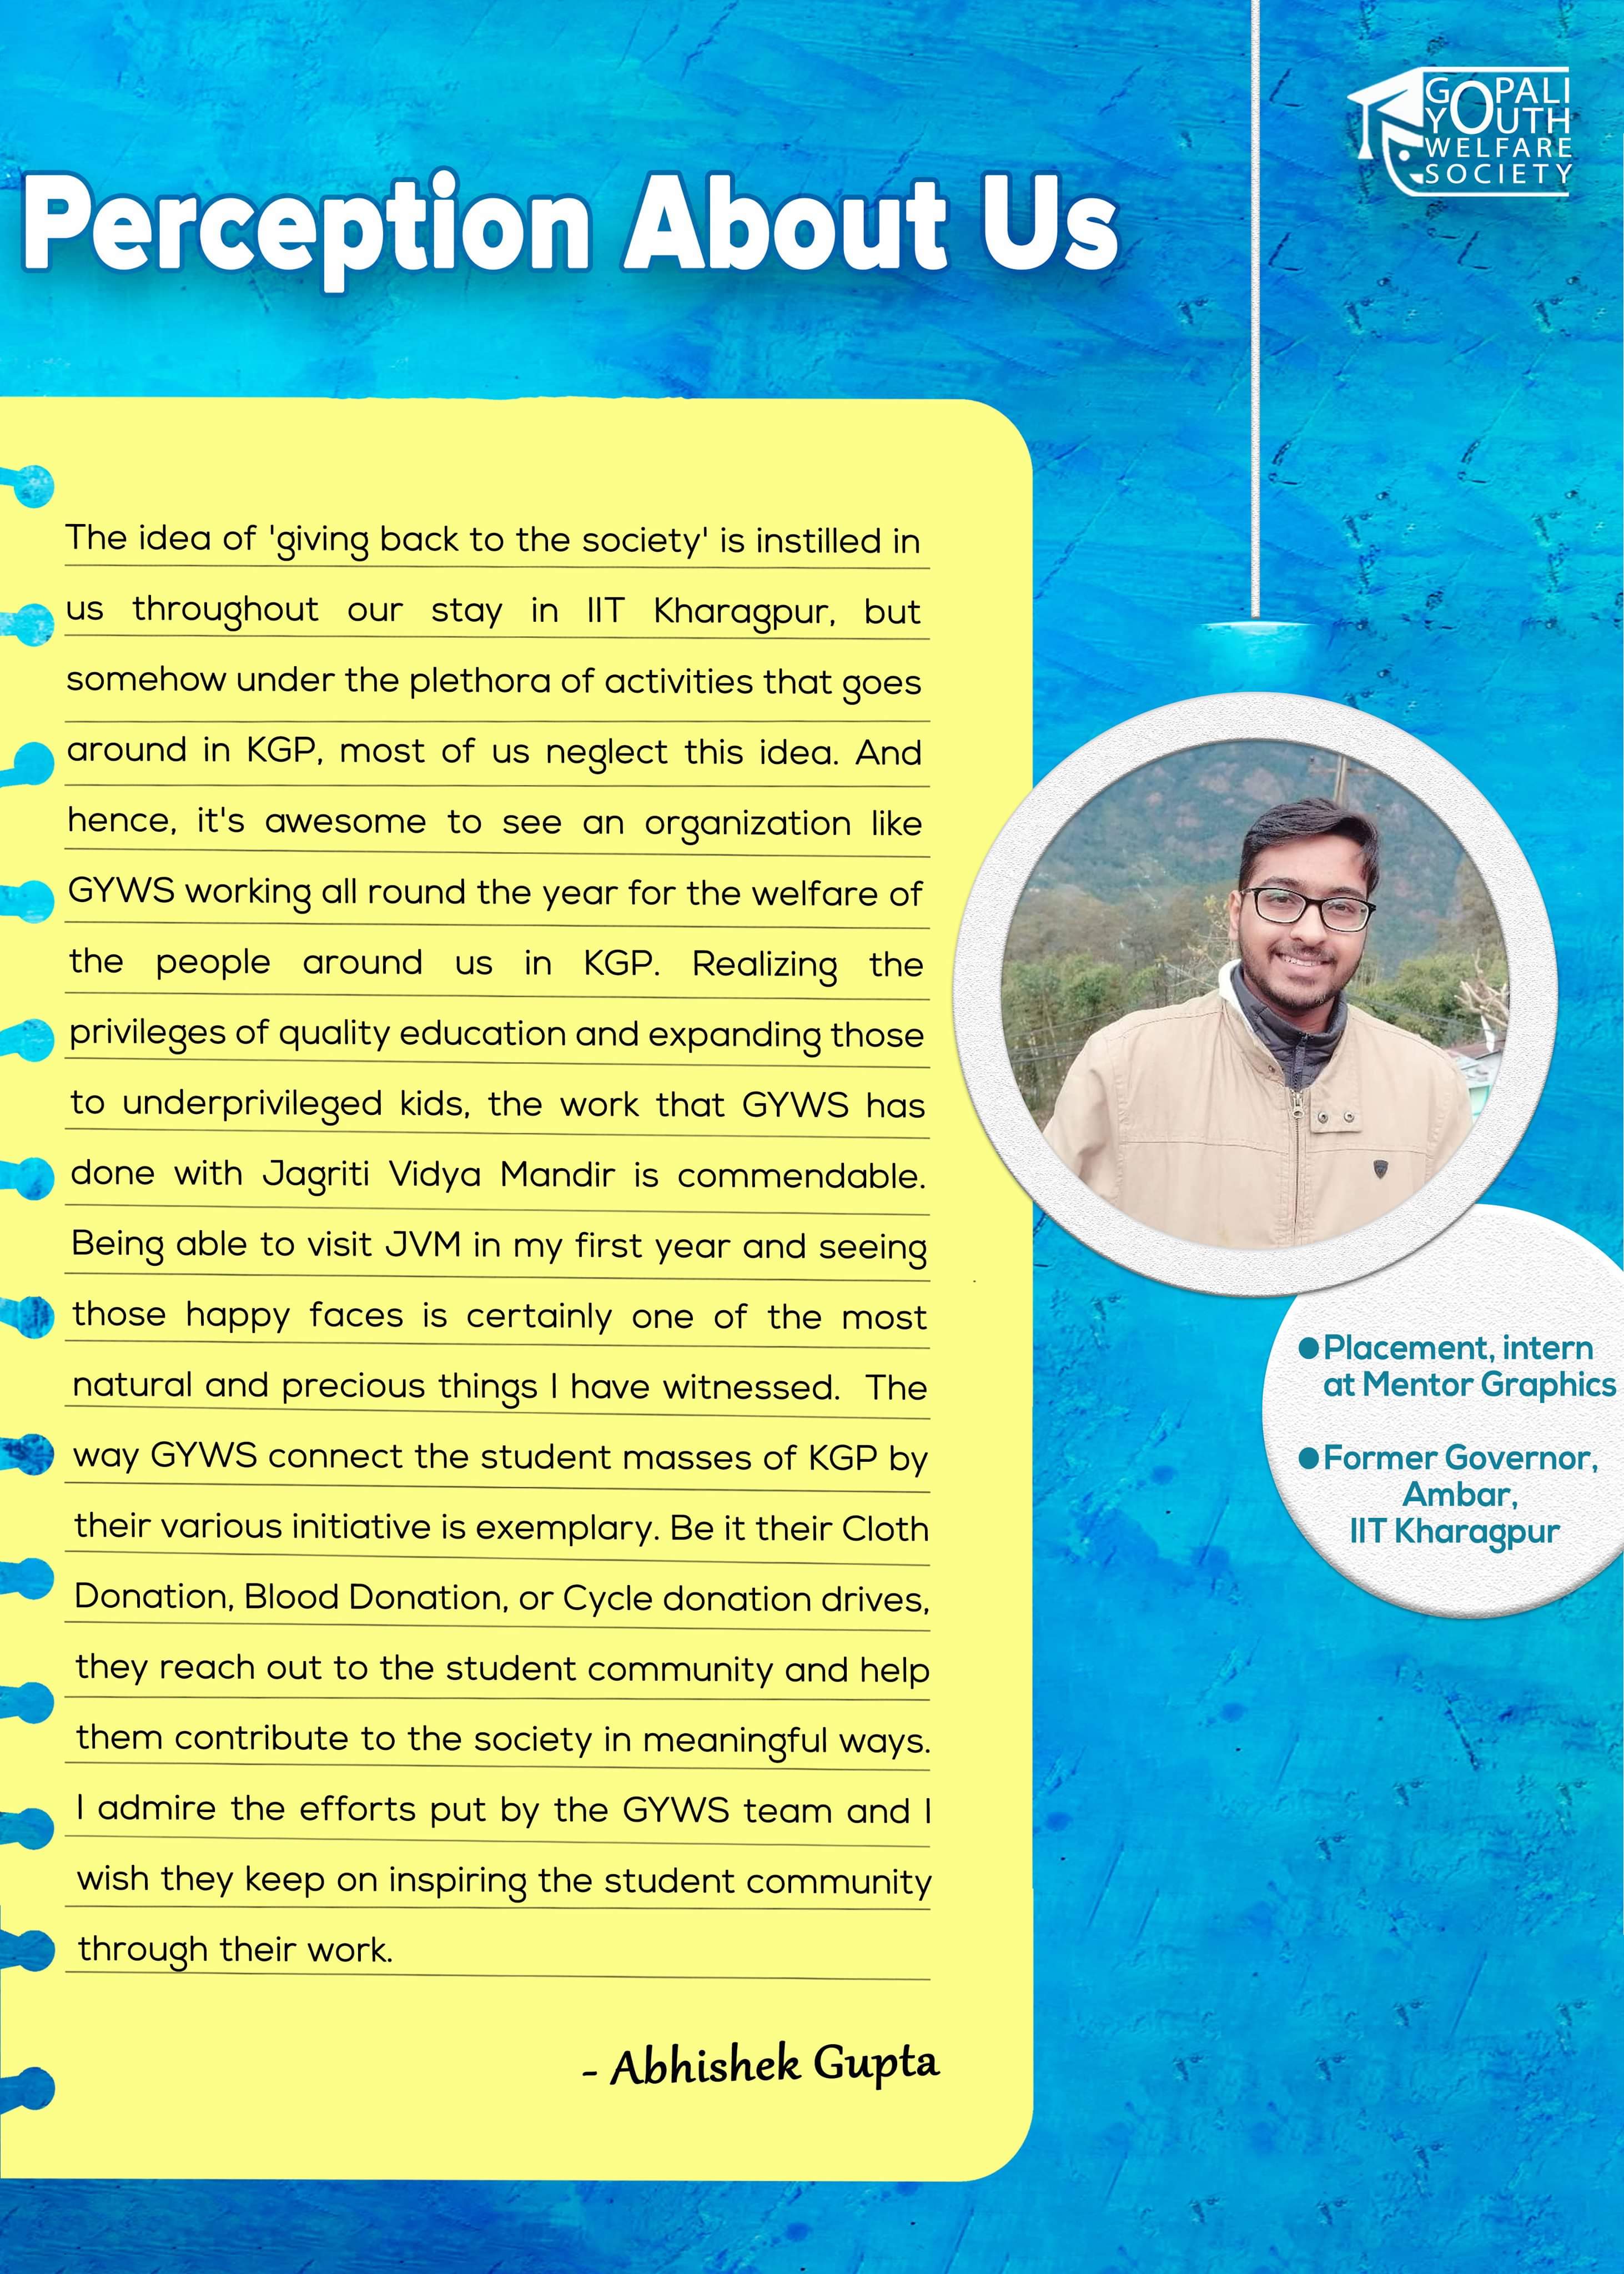 GOPALI
YOUTH
WELFARE
SOCIETY
Perception About Us
The idea of 'giving back to the society' is instilled in
us throughout our stay in IIT Kharagpur, but
somehow under the plethora of activities that goes
around in KGP, most of us neglect this idea. And
hence, it's awesome to see an organization like
GYWS working all round the year for the welfare of
the people around us in KGP. Realizing the
privileges of quality education and expanding those
to underprivileged kids, the work that GYWS has
done with Jagriti Vidya Mandir is commendable.
Being able to visit JVM in my first year and seeing
those happy faces is certainly one of the most
natural and precious things I have witnessed. The
way GYWS connect the student masses of KGP by
their various initiative is exemplary. Be it their Cloth
Donation, Blood Donation, or Cycle donation drives,
they reach out to the student community and help
them contribute to the society in meaningful ways.
I admire the efforts put by the GYWS team and I
wish they keep on inspiring the student community
through their work.
- Abhishek Gupta
●Placement, intern
at Mentor Graphics
●Former Governor,
Ambar,
IIT Kharagpur